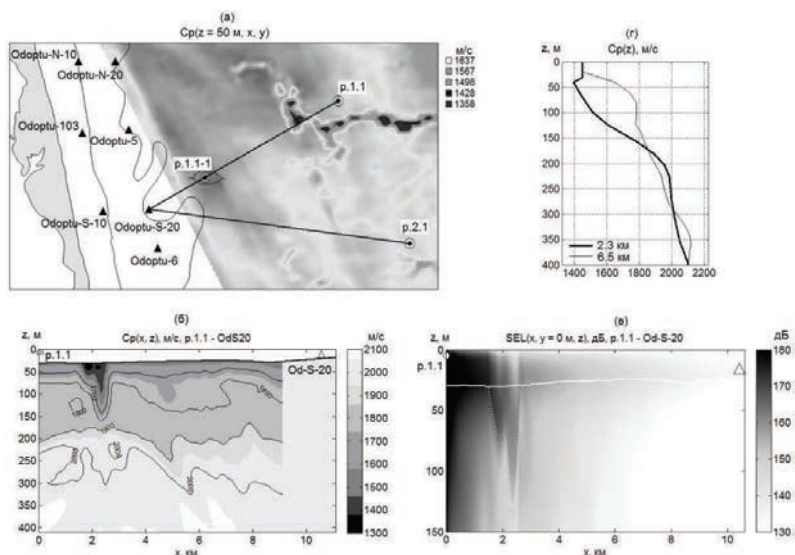 (а)
Cp(z = 50 м, x, y)
Odoptu-N-10
Odoptu-N-20
Odoptu-103
Odoptu-5
Odoptu-S-10
Odoptu-S-20
Odoptu-6
p.1.1
p.1.1-1
p.2.1
м/с
1637
1567
1498
1428
1358
(г)
z, м
Cp(z), м/с
0
50
100
150
200
250
300
350
400
2.3 км
6.5 км
1400 1600 1800 2000 2200
(б)
z, м
Cp(x, z), м/с, p.1.1 - OdS20
м/с
0
50
100
150
200
250
300
350
400
p.1.1
Od-S-20
0 2 4 6 8 10
x, км
2100
2000
1900
1800
1700
1600
1500
1400
1300
(в)
z, м
SEL(x, y = 0 м, z), дБ, p.1.1 - Od-S-20
дБ
0
50
100
150
p.1.1
0 2 4 6 8 10
x, км
180
170
160
150
140
130